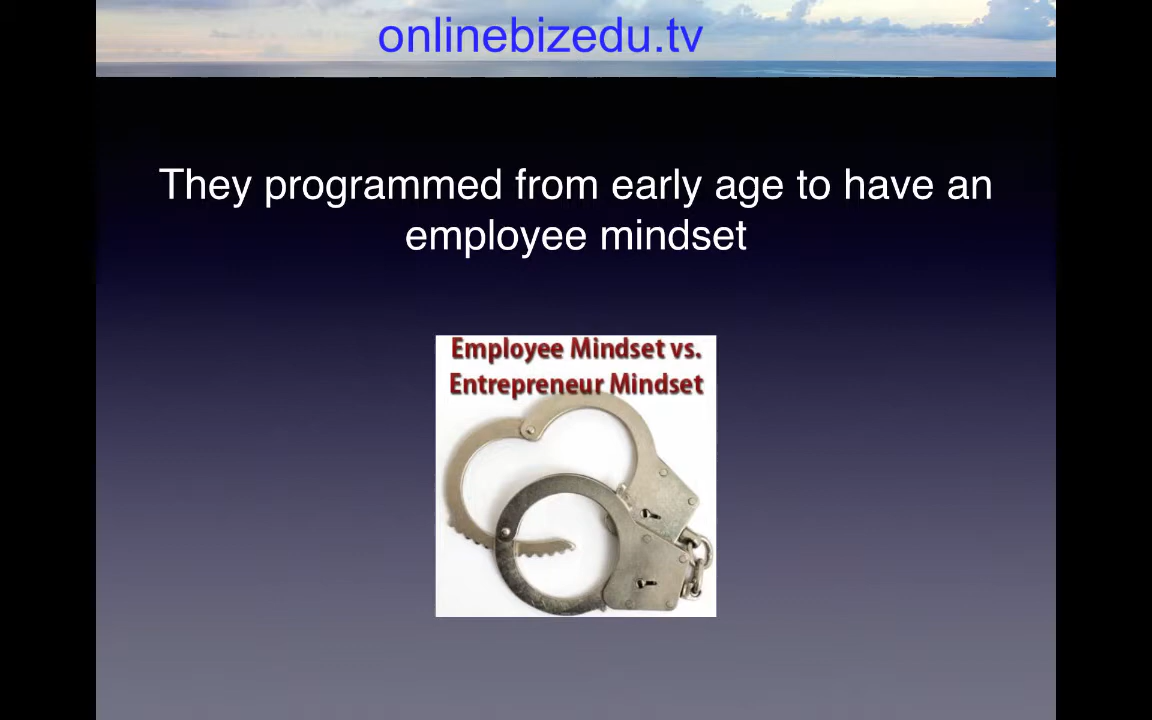 onlinebizedu.tv
They programmed from early age to have an
employee mindset
Employee Mindset vs.
Entrepreneur Mindset